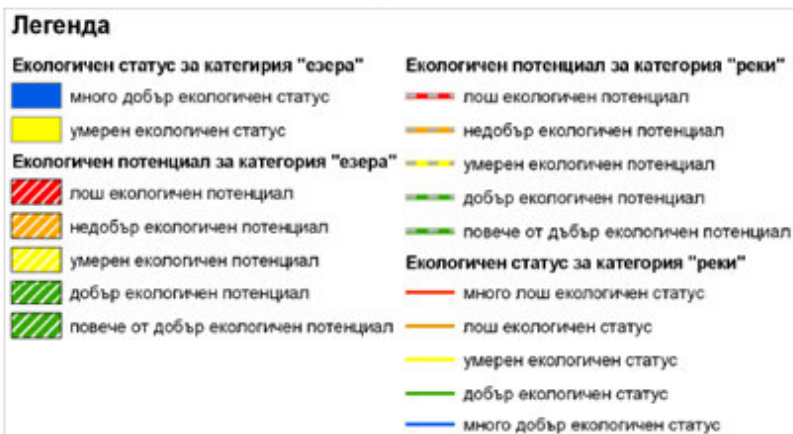 Легенда
Екологичен статус за категирия "езера"
много добър екологичен статус
умерен екологичен статус
Екологичен потенциал за категория "езера"
лош екологичен потенциал
недобър екологичен потенциал
умерен екологичен потенциал
добър екологичен потенциал
повече от добър екологичен потенциал
Екологичен потенциал за категория "реки"
лош екологичен потенциал
недобър екологичен потенциал
умерен екологичен потенциал
добър екологичен потенциал
повече от дъбър екологичен потенциал
Екологичен статус за категория "реки"
много лош екологичен статус
лош екологичен статус
умерен екологичен статус
добър екологичен статус
много добър екологичен статус